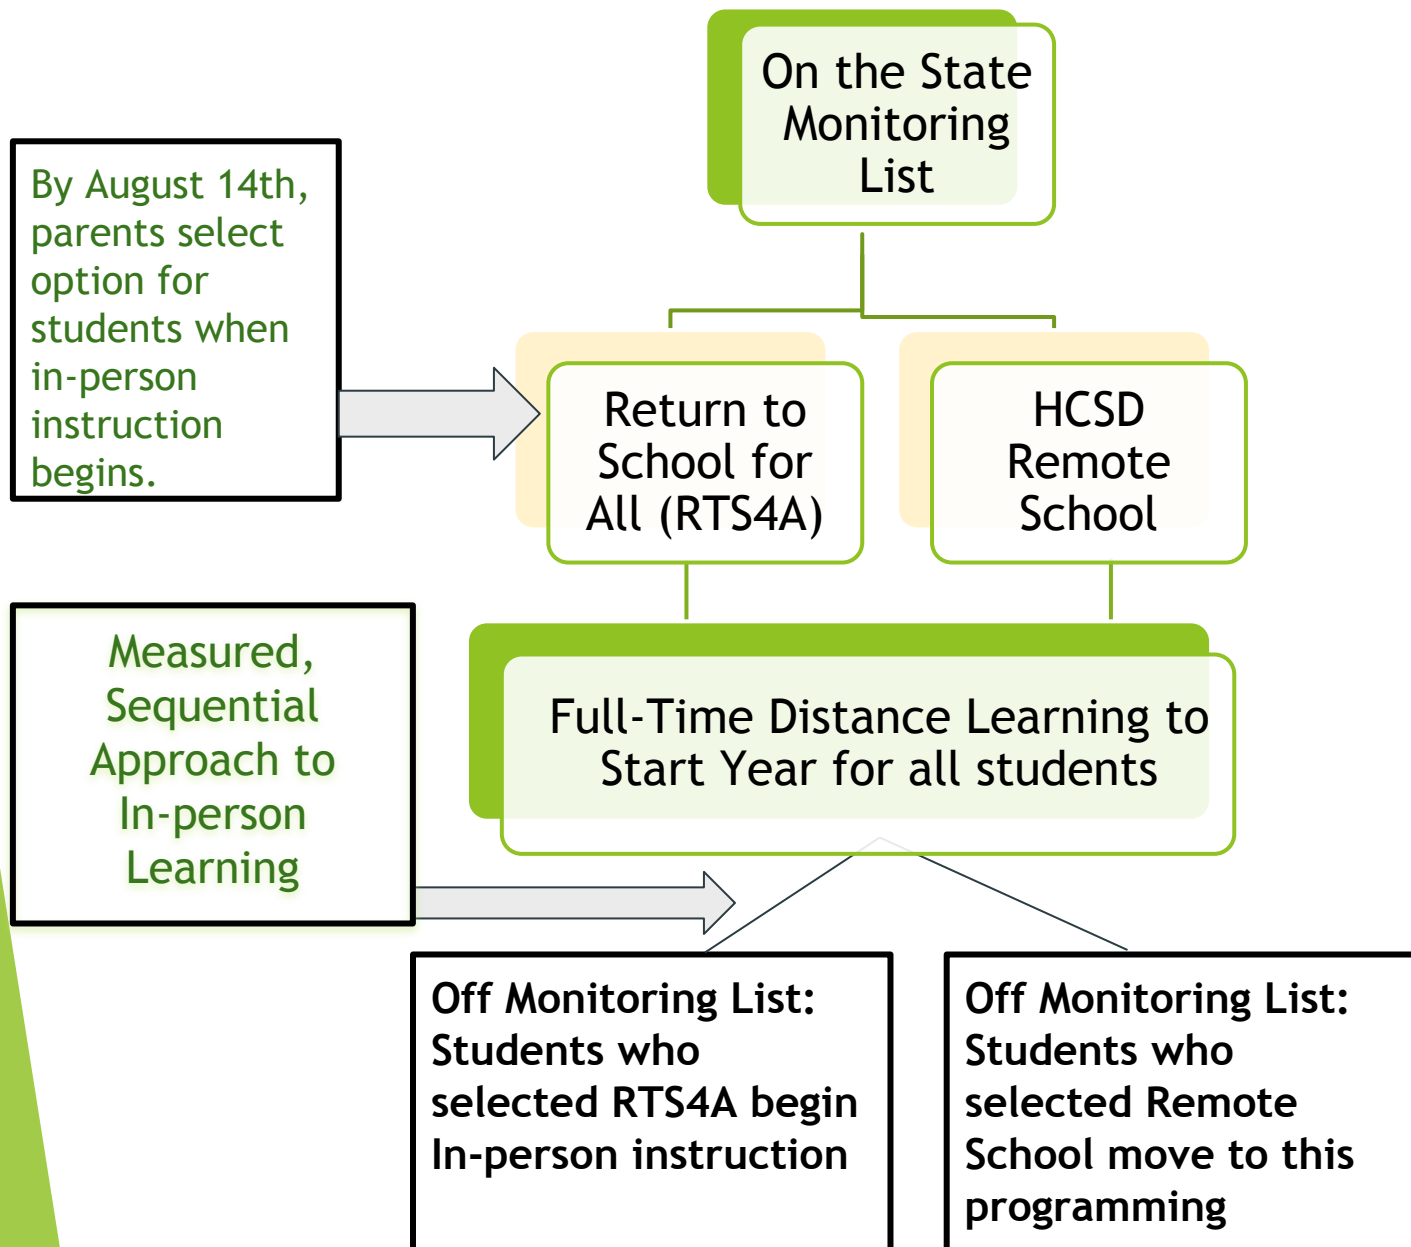 On the State
Monitoring
List
By August 14th,
parents select
option for
students when
in-person
instruction
begins.
Return to
School for
All (RTS4A)
HCSD
Remote
School
Measured,
Sequential
Approach to
In-person
Learning
Full-Time Distance Learning to
Start Year for all students
Off Monitoring List:
Students who
selected RTS4A begin
In-person instruction
Off Monitoring List:
Students who
selected Remote
School move to this
programming